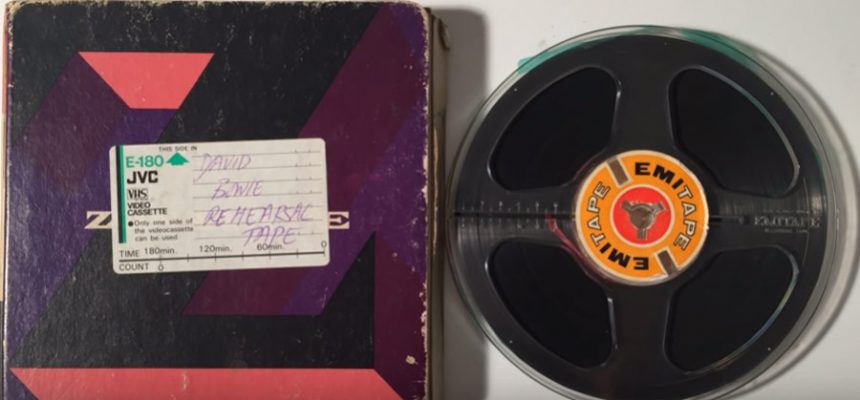 THIS SIDE IN
E-180
JVC
VHS
VIDEO
CASSETTE
●Only one side of
the videocassette
can be used
DAVID
BOWIE
REHEARSAL
TAPE
Z E
TIME 180min. 120min. 60min. 0
COUNT 0
EMITAPE
EMITAPE
EMITAPE
EMITAPE